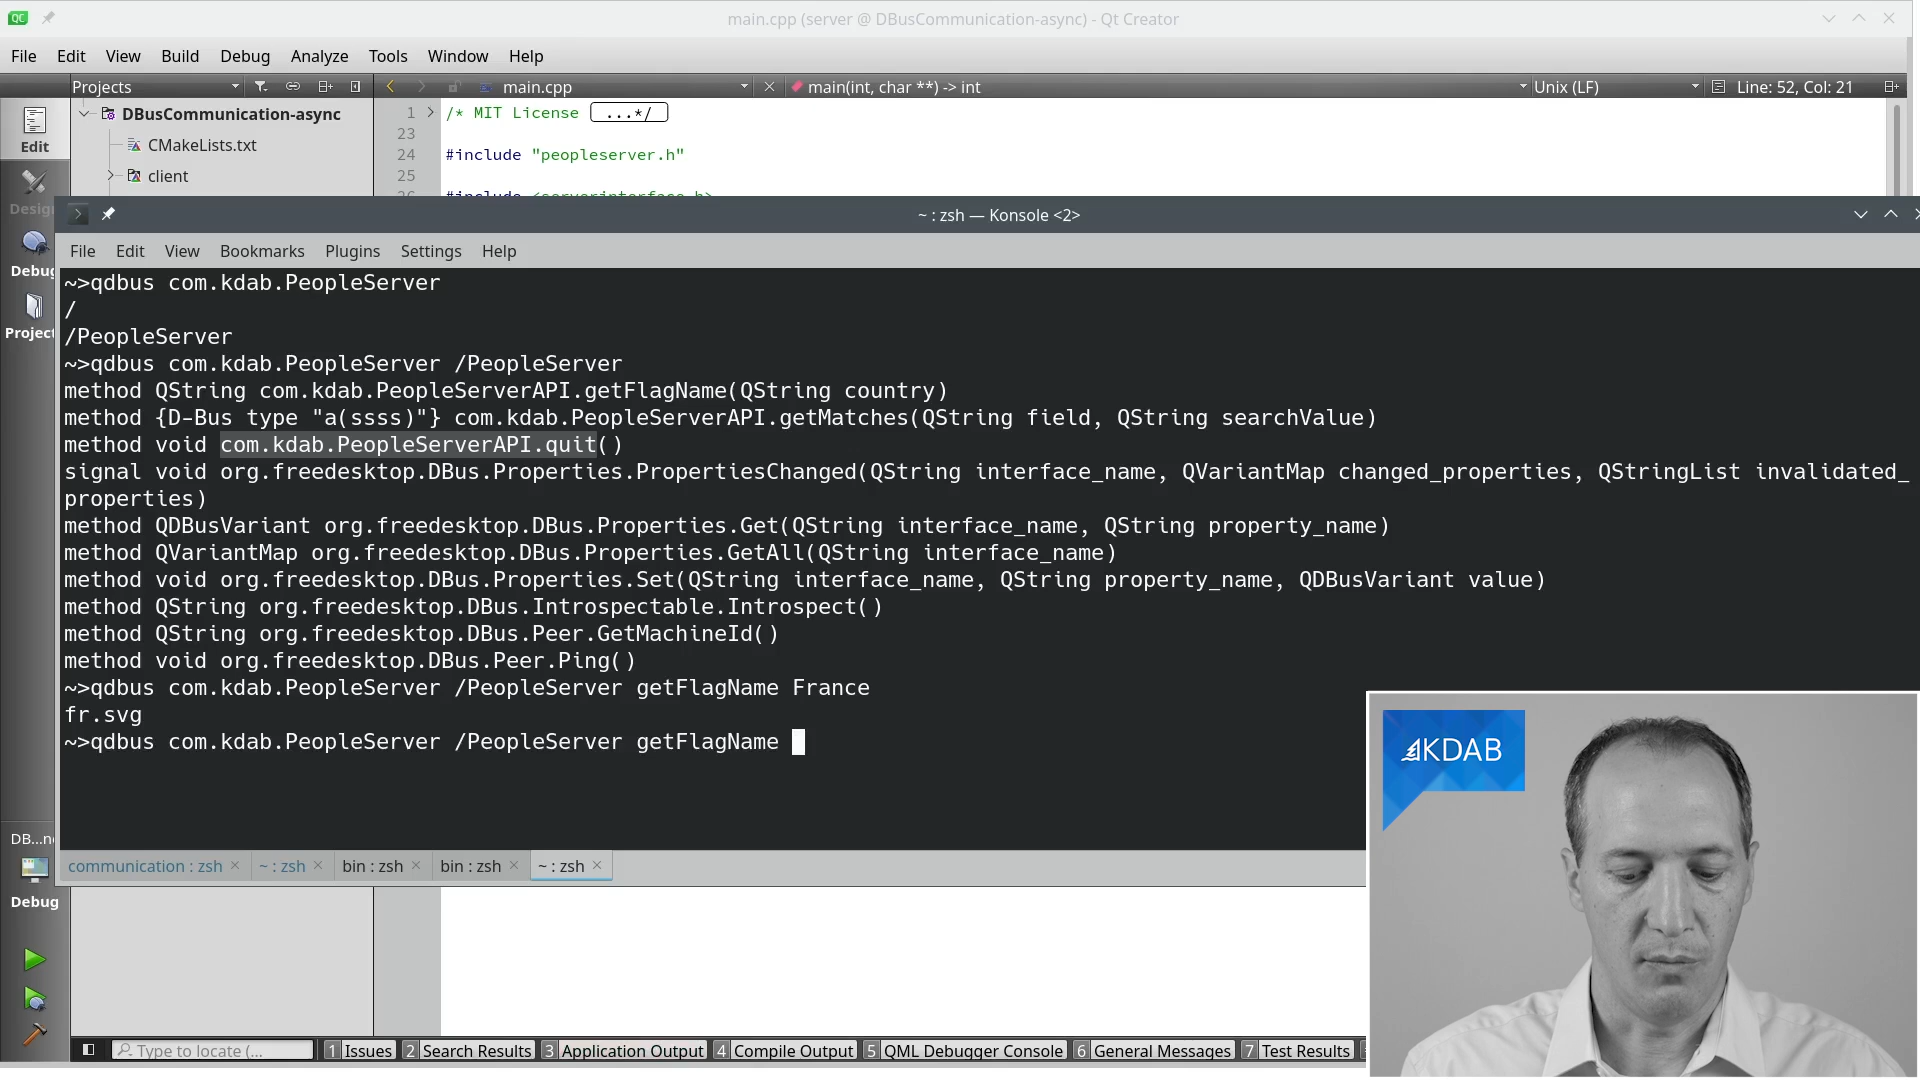 QC
main.cpp (server @ DBusCommunication-async) - Qt Creator
File Edit View Build Debug Analyze Tools Window Help
Projects
main.cpp
main(int, char **) -> int
Unix (LF)
Line: 52, Col: 21
DBusCommunication-async
CMakeLists.txt
client
Edit
1 /* MIT License ...*/
23
24 #include "peopleserver.h"
25
26 #include <serverinterface.h>
~ : zsh — Konsole <2>
File Edit View Bookmarks Plugins Settings Help
~>qdbus com.kdab.PeopleServer
/
/PeopleServer
~>qdbus com.kdab.PeopleServer /PeopleServer
method QString com.kdab.PeopleServerAPI.getFlagName(QString country)
method {D-Bus type "a(ssss)"} com.kdab.PeopleServerAPI.getMatches(QString field, QString searchValue)
method void com.kdab.PeopleServerAPI.quit()
signal void org.freedesktop.DBus.Properties.PropertiesChanged(QString interface_name, QVariantMap changed_properties, QStringList invalidated_
properties)
method QDBusVariant org.freedesktop.DBus.Properties.Get(QString interface_name, QString property_name)
method QVariantMap org.freedesktop.DBus.Properties.GetAll(QString interface_name)
method void org.freedesktop.DBus.Properties.Set(QString interface_name, QString property_name, QDBusVariant value)
method QString org.freedesktop.DBus.Introspectable.Introspect()
method QString org.freedesktop.DBus.Peer.GetMachineId()
method void org.freedesktop.DBus.Peer.Ping()
~>qdbus com.kdab.PeopleServer /PeopleServer getFlagName France
fr.svg
~>qdbus com.kdab.PeopleServer /PeopleServer getFlagName
communication : zsh
~ : zsh
bin : zsh
bin : zsh
~ : zsh
Desig
Debug
Project
DB...n
Debug
KDAB
Type to locate (...
1 Issues 2 Search Results 3 Application Output 4 Compile Output 5 QML Debugger Console 6 General Messages 7 Test Results